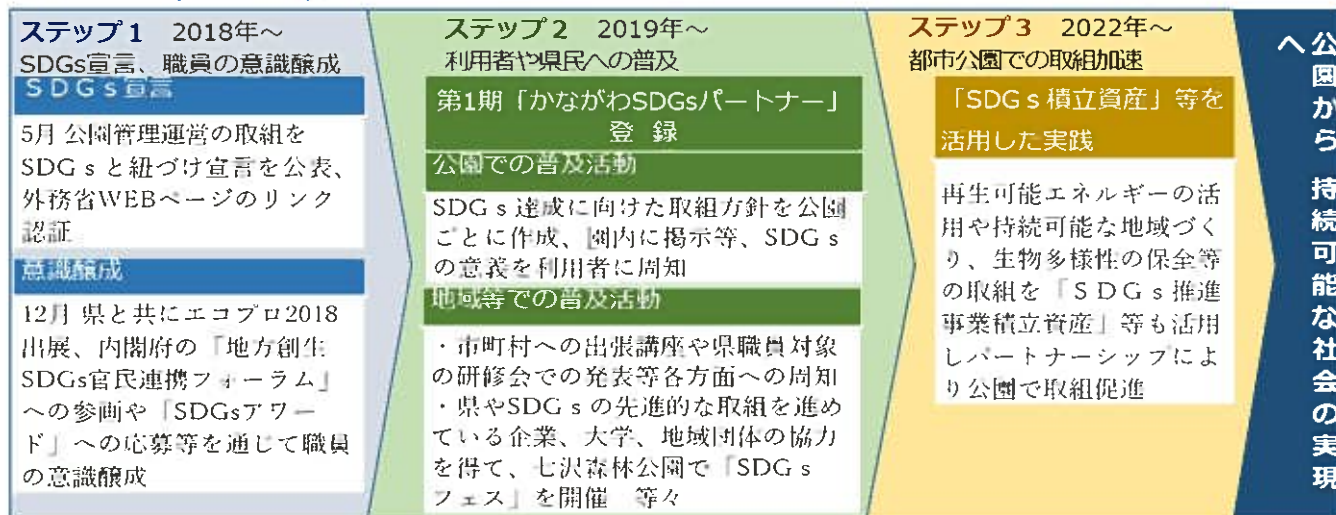 ステップ1 2018年～
SDGs宣言、職員の意識醸成
SDGs宣言
5月 公園管理運営の取組を
SDGsと紐づけ宣言を公表、
外務省WEBページのリンク
認証
意識醸成
12月 県と共にエコプロ2018
出展、内閣府の「地方創生
SDGs官民連携フォーラム」
への参画や「SDGsアワー
ド」への応募等を通じて職員
の意識醸成
ステップ2 2019年～
利用者や県民への普及
第1期「かながわSDGsパートナー」
登 録
公園での普及活動
SDGs達成に向けた取組方針を公園
ごとに作成、園内に掲示等、SDGs
の意義を利用者に周知
地域等での普及活動
・市町村への出張講座や県職員対象
の研修会での発表等各方面への周知
・県やSDGsの先進的な取組を進め
ている企業、大学、地域団体の協力
を得て、七沢森林公園で「SDGs
フェス」を開催 等々
ステップ3 2022年～
都市公園での取組加速
「SDGs積立資産」等を
活用した実践
再生可能エネルギーの活
用や持続可能な地域づく
り、生物多様性の保全等
の取組を「SDGs推進
事業積立資産」等も活用
しパートナーシップによ
り公園で取組促進
公園から 持続可能な社会の実現
へ